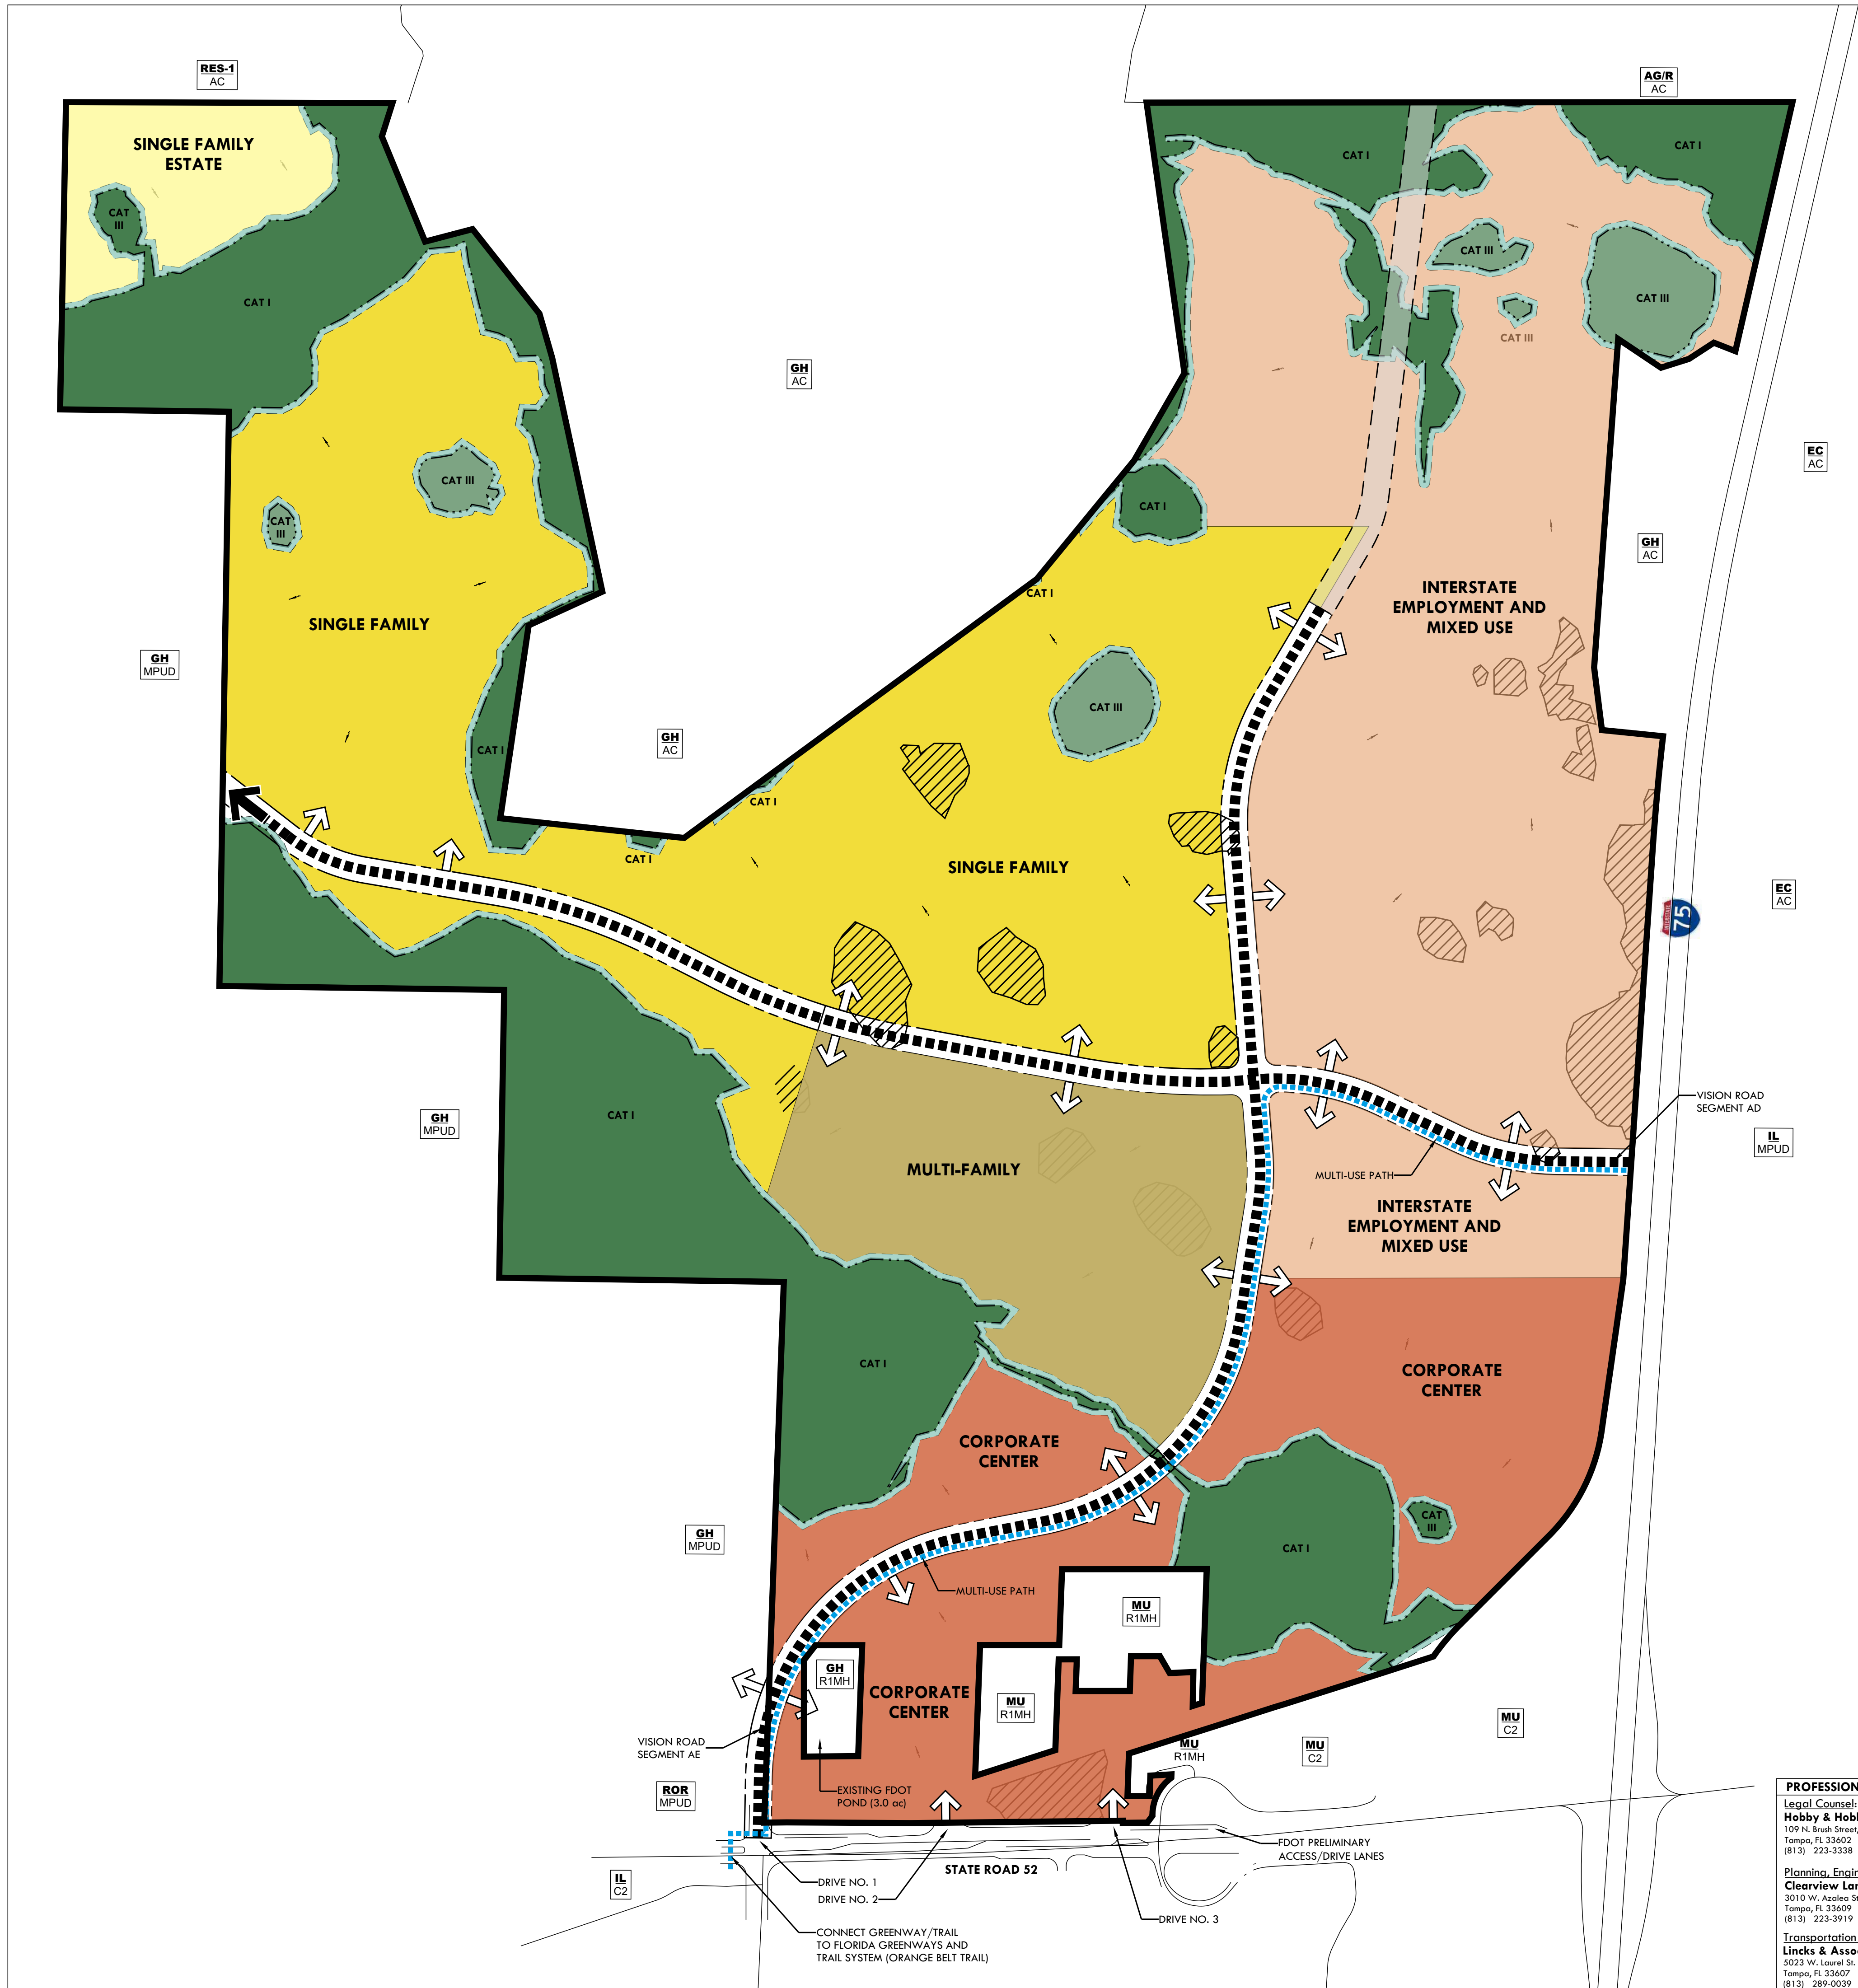 RES-1
AC
AG/R
AC
SINGLE FAMILY
ESTATE
CAT I
CAT I
CAT
III
CAT III
CAT I
CAT III
CAT III
GH
AC
EC
AC
CAT III
CAT I
CAT
III
GH
AC
INTERSTATE
EMPLOYMENT AND
MIXED USE
CAT I
SINGLE FAMILY
GH
MPUD
CAT III
GH
AC
CAT I
CAT I
CAT I
SINGLE FAMILY
EC
AC
INTERSTATE
75
VISION ROAD
SEGMENT AD
CAT I
GH
MPUD
IL
MPUD
MULTI-FAMILY
MULTI-USE PATH
INTERSTATE
EMPLOYMENT AND
MIXED USE
CAT I
CORPORATE
CENTER
CORPORATE
CENTER
CAT
III
GH
MPUD
CAT I
MULTI-USE PATH
MU
R1MH
GH
R1MH
CORPORATE
CENTER
MU
R1MH
MU
C2
VISION ROAD
SEGMENT AE
MU
R1MH
MU
C2
ROR
MPUD
EXISTING FDOT
POND (3.0 ac)
FDOT PRELIMINARY
ACCESS/DRIVE LANES
STATE ROAD 52
IL
C2
DRIVE NO. 1
DRIVE NO. 2
DRIVE NO. 3
CONNECT GREENWAY/TRAIL
TO FLORIDA GREENWAYS AND
TRAIL SYSTEM (ORANGE BELT TRAIL)
PROFESSION
Legal Counsel:
Hobby & Hobb
109 N. Brush Street,
Tampa, FL 33602
(813) 223-3338
Planning, Engin
Clearview Lan
3010 W. Azalea St
Tampa, FL 33609
(813) 223-3919
Transportation
Lincks & Assoc
5023 W. Laurel St.
Tampa, FL 33607
(813) 289-0039